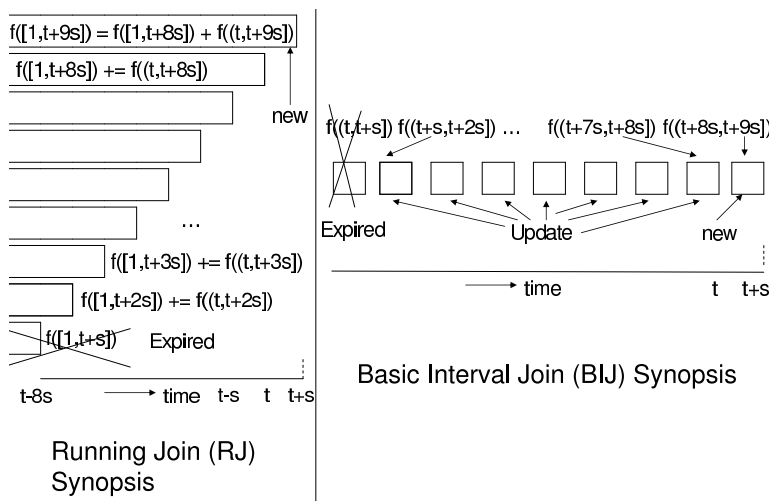 f([1,t+9s]) = f([1,t+8s]) + f((t,t+9s])
f([1,t+8s]) += f((t,t+8s])
new
...
f([1,t+3s]) += f((t,t+3s])
f([1,t+2s]) += f((t,t+2s])
f([1,t+s])
Expired
t-8s time t-s t t+s
Running Join (RJ)
Synopsis
f((t,t+s]) f((t+s,t+2s]) ... f((t+7s,t+8s]) f((t+8s,t+9s])
Expired Update new
time t t+s
Basic Interval Join (BIJ) Synopsis